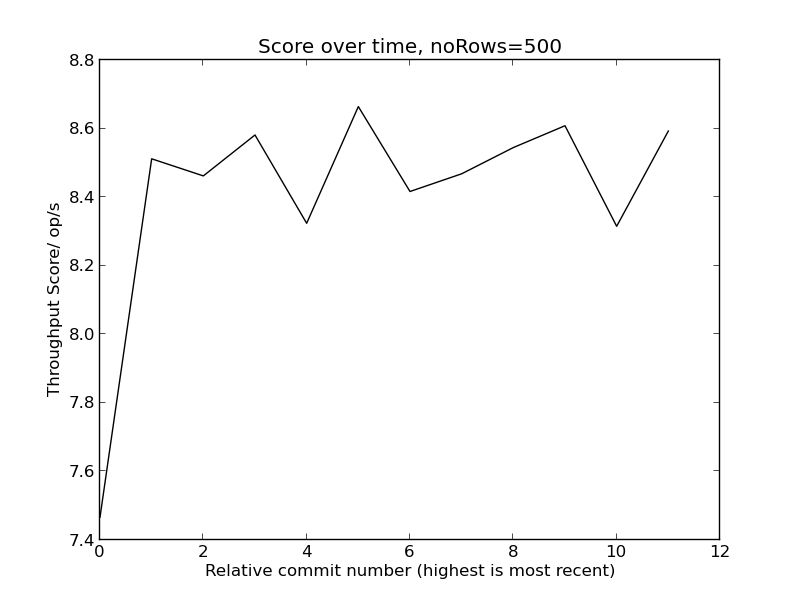 Score over time, noRows=500
8.8
8.6
8.4
8.2
8.0
7.8
7.6
7.4
Throughput Score/ op/s
0 2 4 6 8 10 12
Relative commit number (highest is most recent)